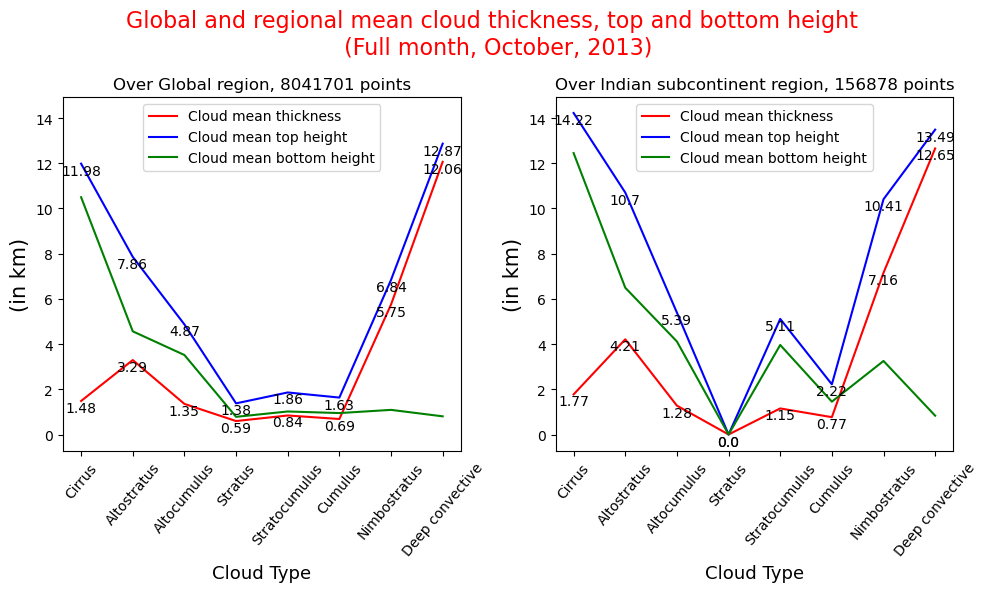 Global and regional mean cloud thickness, top and bottom height
(Full month, October, 2013)
Over Global region, 8041701 points
Cloud mean thickness
Cloud mean top height
Cloud mean bottom height
(in km)
14
12
10
8
6
4
2
0
11.98
7.86
4.87
1.38
1.86
1.63
6.84
12.87
1.48
3.29
1.35
0.59
0.84
0.69
5.75
12.06
Cirrus
Altostratus
Altocumulus
Stratus
Stratocumulus
Cumulus
Nimbostratus
Deep convective
Cloud Type
Over Indian subcontinent region, 156878 points
Cloud mean thickness
Cloud mean top height
Cloud mean bottom height
(in km)
14
12
10
8
6
4
2
0
14.22
10.7
5.39
0.0
5.11
2.22
10.41
13.49
1.77
4.21
1.28
0.0
1.15
0.77
7.16
12.65
Cirrus
Altostratus
Altocumulus
Stratus
Stratocumulus
Cumulus
Nimbostratus
Deep convective
Cloud Type